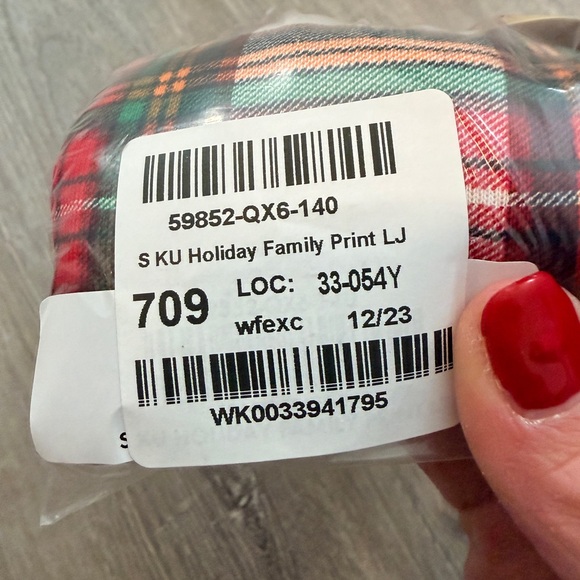 59852-QX6-140
S KU Holiday Family Print LJ
709
LOC: 33-054Y
wfexc 12/23
WK0033941795
S